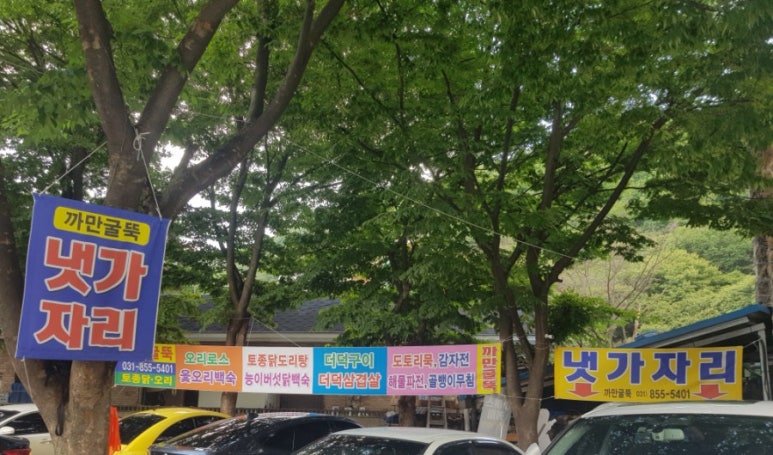 까만굴뚝
냇가
자리
굴뚝
031-855-5401
토종닭·오리
오리로스
옻오리백숙
토종닭도리탕
능이버섯닭백숙
더덕구이
더덕삼겹살
도토리묵,감자전
해물파전,골뱅이무침
까만굴뚝
냇가자리
까만굴뚝 031) 855-5401